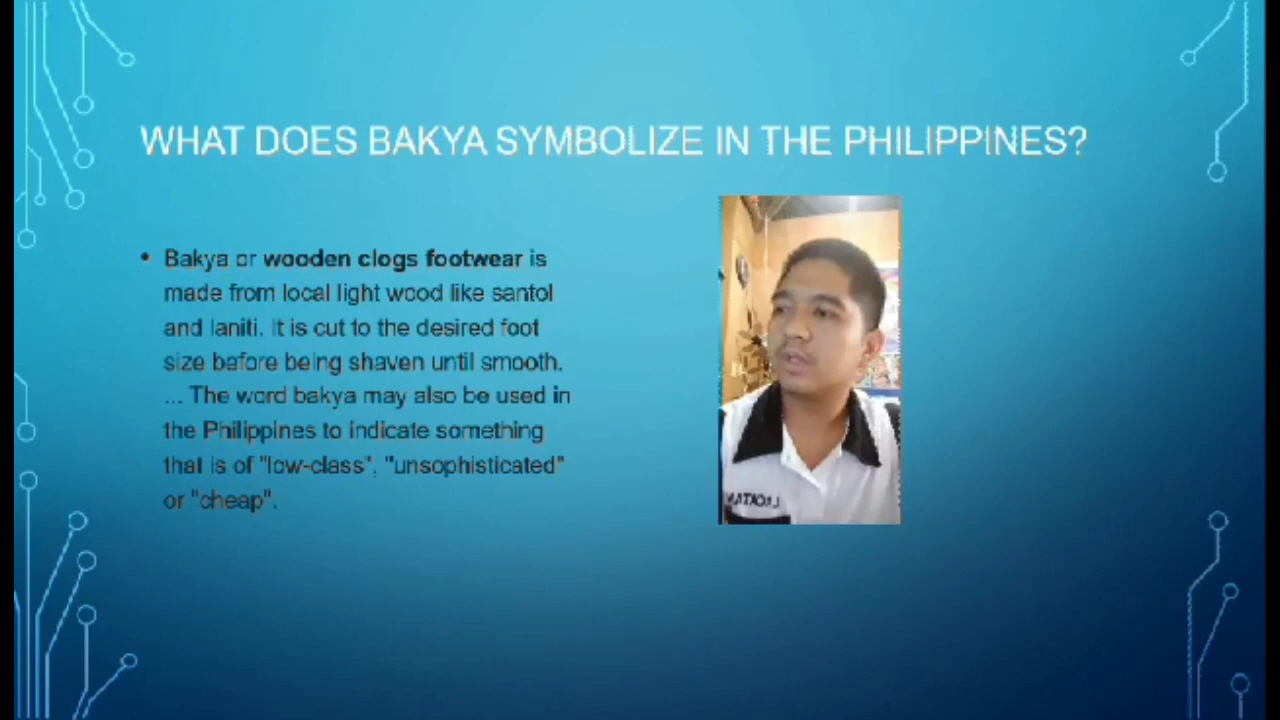 WHAT DOES BAKYA SYMBOLIZE IN THE PHILIPPINES?
• Bakya or wooden clogs footwear is
made from local light wood like santol
and laniti. It is cut to the desired foot
size before being shaven until smooth.
... The word bakya may also be used in
the Philippines to indicate something
that is of "low-class", "unsophisticated"
or "cheap".